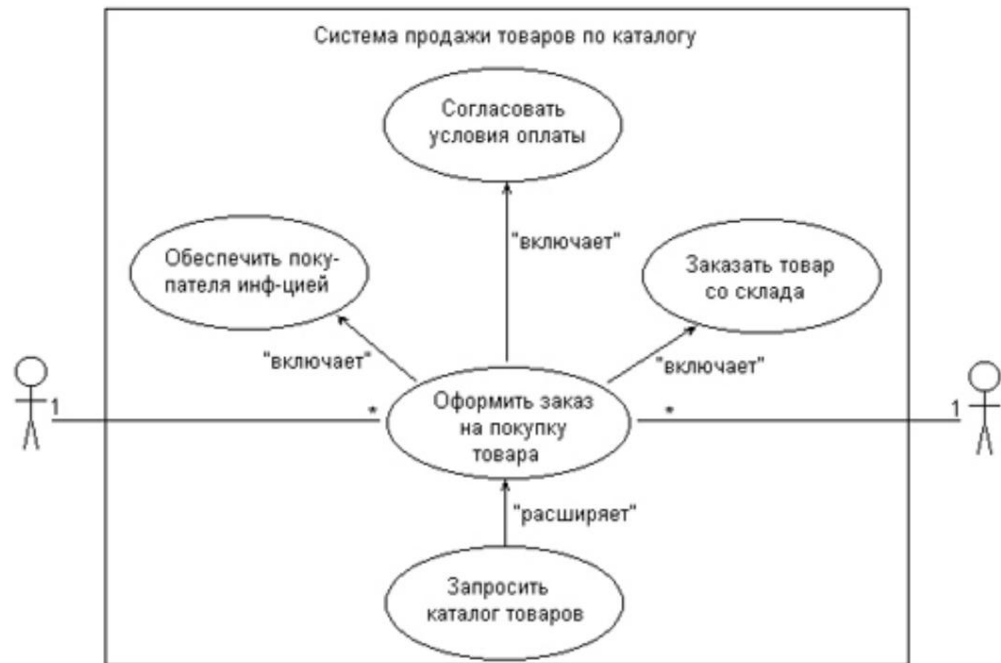 Система продажи товаров по каталогу
Согласовать
условия оплаты
"включает"
Обеспечить поку-
пателя инф-цией
Заказать товар
со склада
"включает"
"включает"
1
*
Оформить заказ
на покупку
товара
*
1
"расширяет"
Запросить
каталог товаров